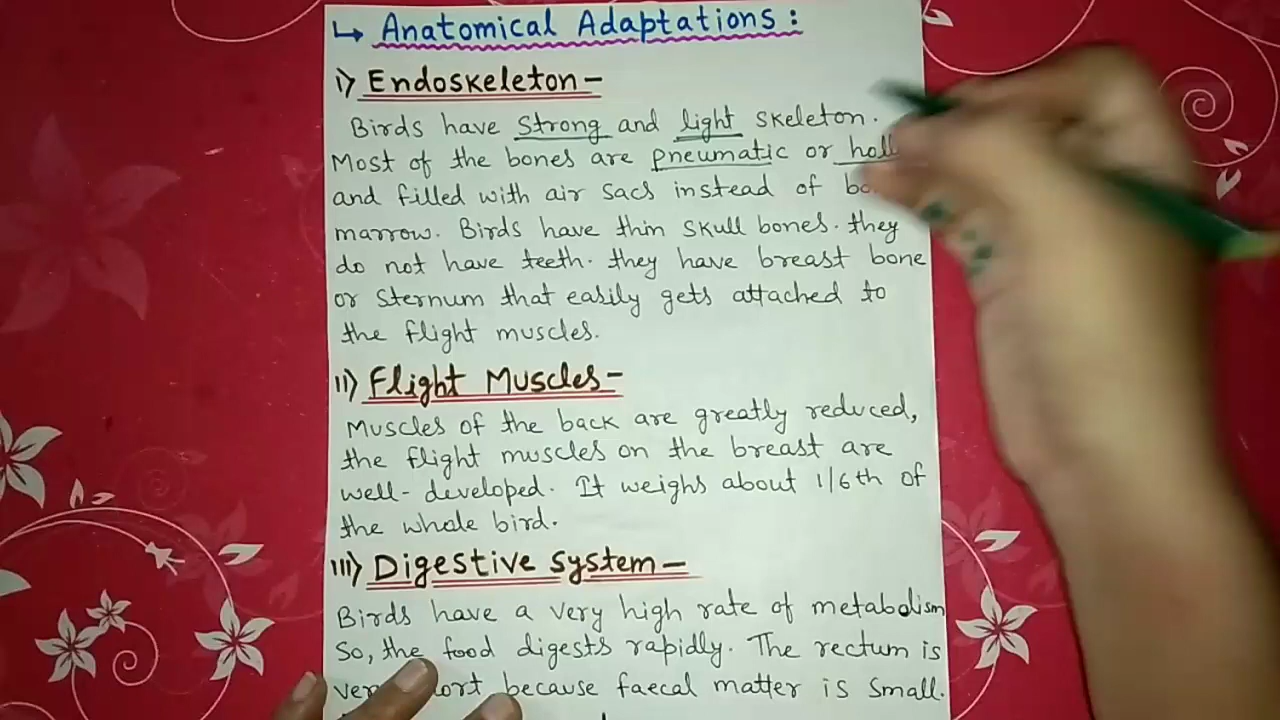 ↳ Anatomical Adaptations :
i) Endoskeleton -
Birds have strong and light skeleton.
Most of the bones are pneumatic or
and filled with air sacs instead of
marrow. Birds have thin skull bones. they
do not have teeth. they have breast bone
or sternum that easily gets attached to
the flight muscles.
ii) Flight Muscles -
Muscles of the back are greatly reduced,
the flight muscles on the breast are
well-developed. It weighs about 1/6th of
the whole bird.
iii) Digestive system -
Birds have a very high rate of metabolism
So, the food digests rapidly. The rectum is
because faecal matter is small.